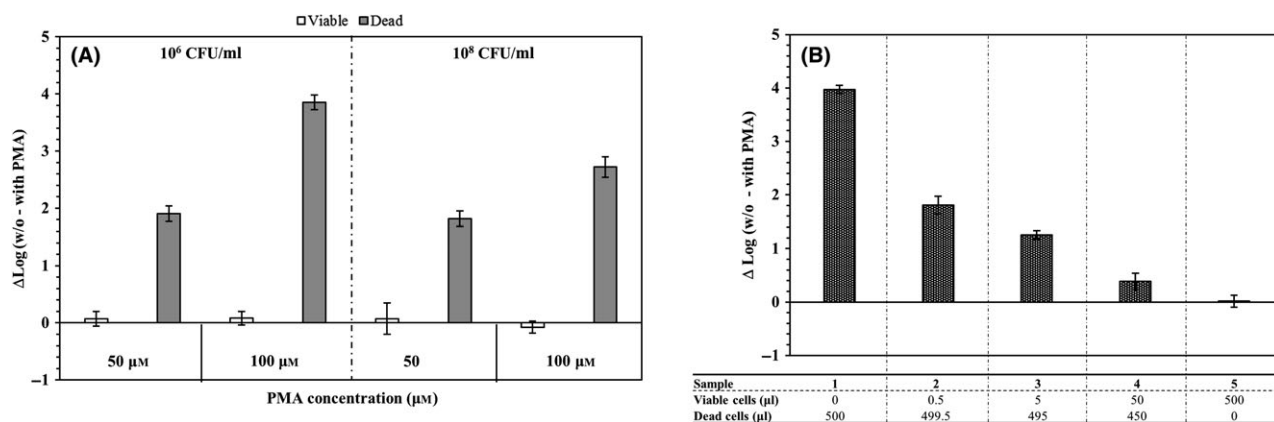 Viable Dead
(A)
10⁶ CFU/ml 10⁸ CFU/ml
5
4
3
2
1
0
–1
ΔLog (w/o - with PMA)
50 μM 100 μM 50 100 μM
PMA concentration (μM)
(B)
5
4
3
2
1
0
–1
Δ Log (w/o - with PMA)
Sample 1 2 3 4 5
Viable cells (μl) 0 0.5 5 50 500
Dead cells (μl) 500 499.5 495 450 0